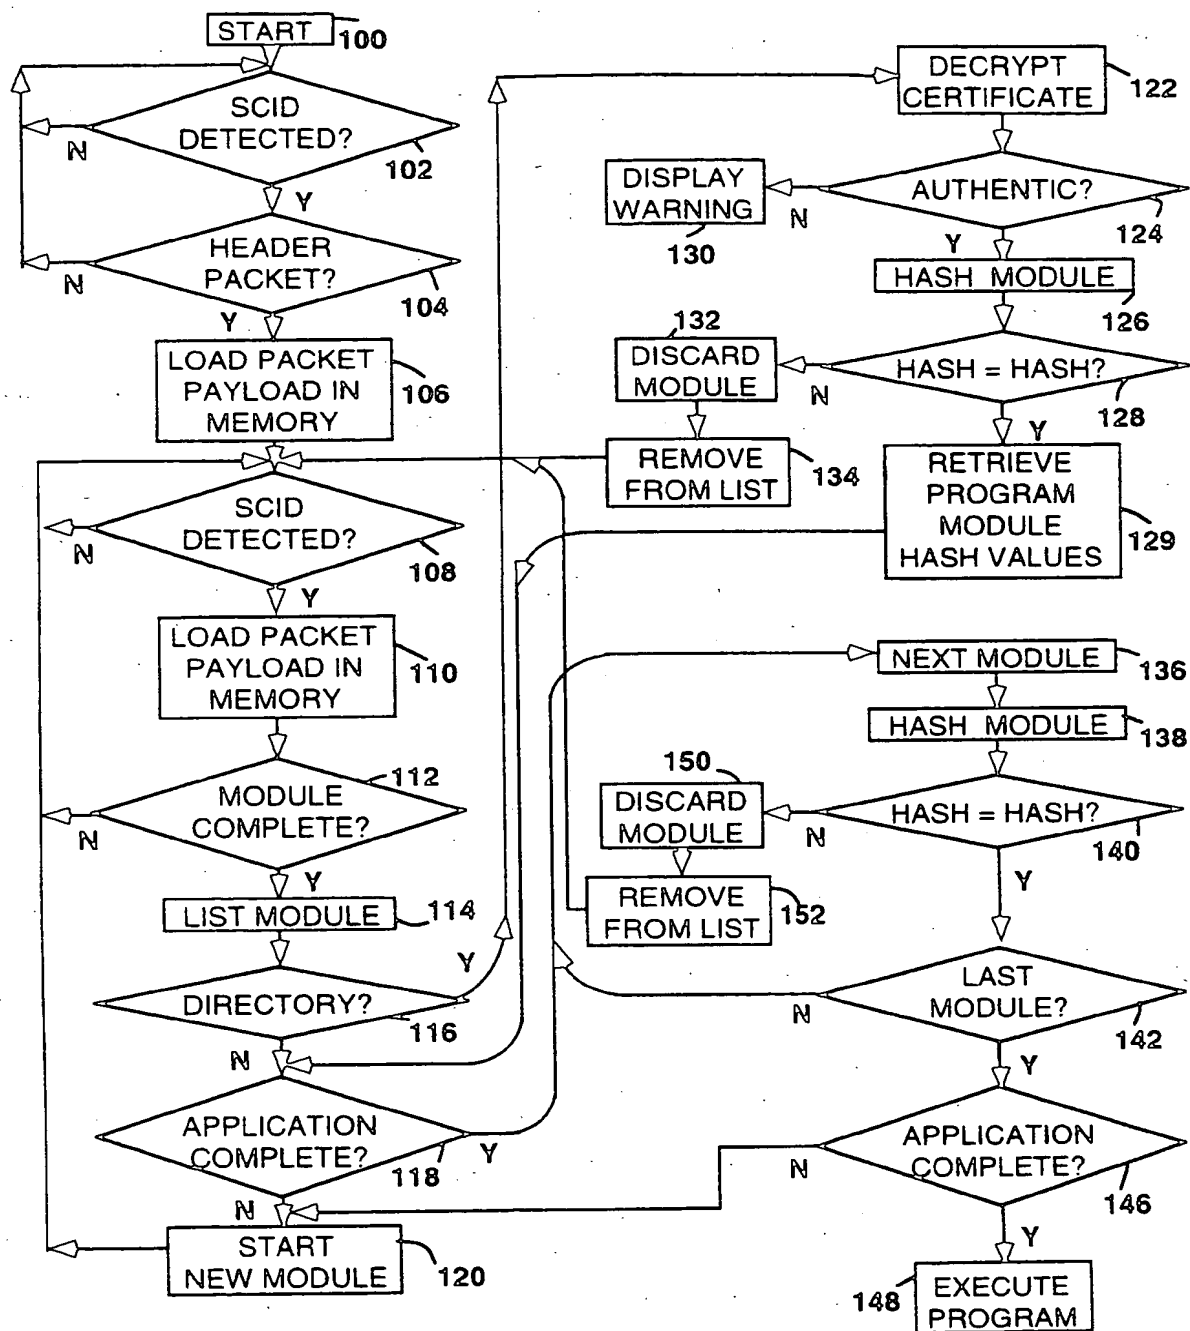 START
100
SCID
DETECTED?
102
N
Y
HEADER
PACKET?
104
N
Y
LOAD PACKET
PAYLOAD IN
MEMORY
106
SCID
DETECTED?
108
N
Y
LOAD PACKET
PAYLOAD IN
MEMORY
110
112
MODULE
COMPLETE?
N
Y
LIST MODULE
114
DIRECTORY?
Y
116
N
APPLICATION
COMPLETE?
118
Y
N
START
NEW MODULE
120
DECRYPT
CERTIFICATE
122
AUTHENTIC?
124
N
DISPLAY
WARNING
130
Y
HASH MODULE
126
HASH = HASH?
128
N
132
DISCARD
MODULE
REMOVE
FROM LIST
134
Y
RETRIEVE
PROGRAM
MODULE
HASH VALUES
129
NEXT MODULE
136
HASH MODULE
138
HASH = HASH?
140
N
150
DISCARD
MODULE
REMOVE
FROM LIST
152
Y
LAST
MODULE?
142
N
Y
APPLICATION
COMPLETE?
146
N
Y
EXECUTE
PROGRAM
148